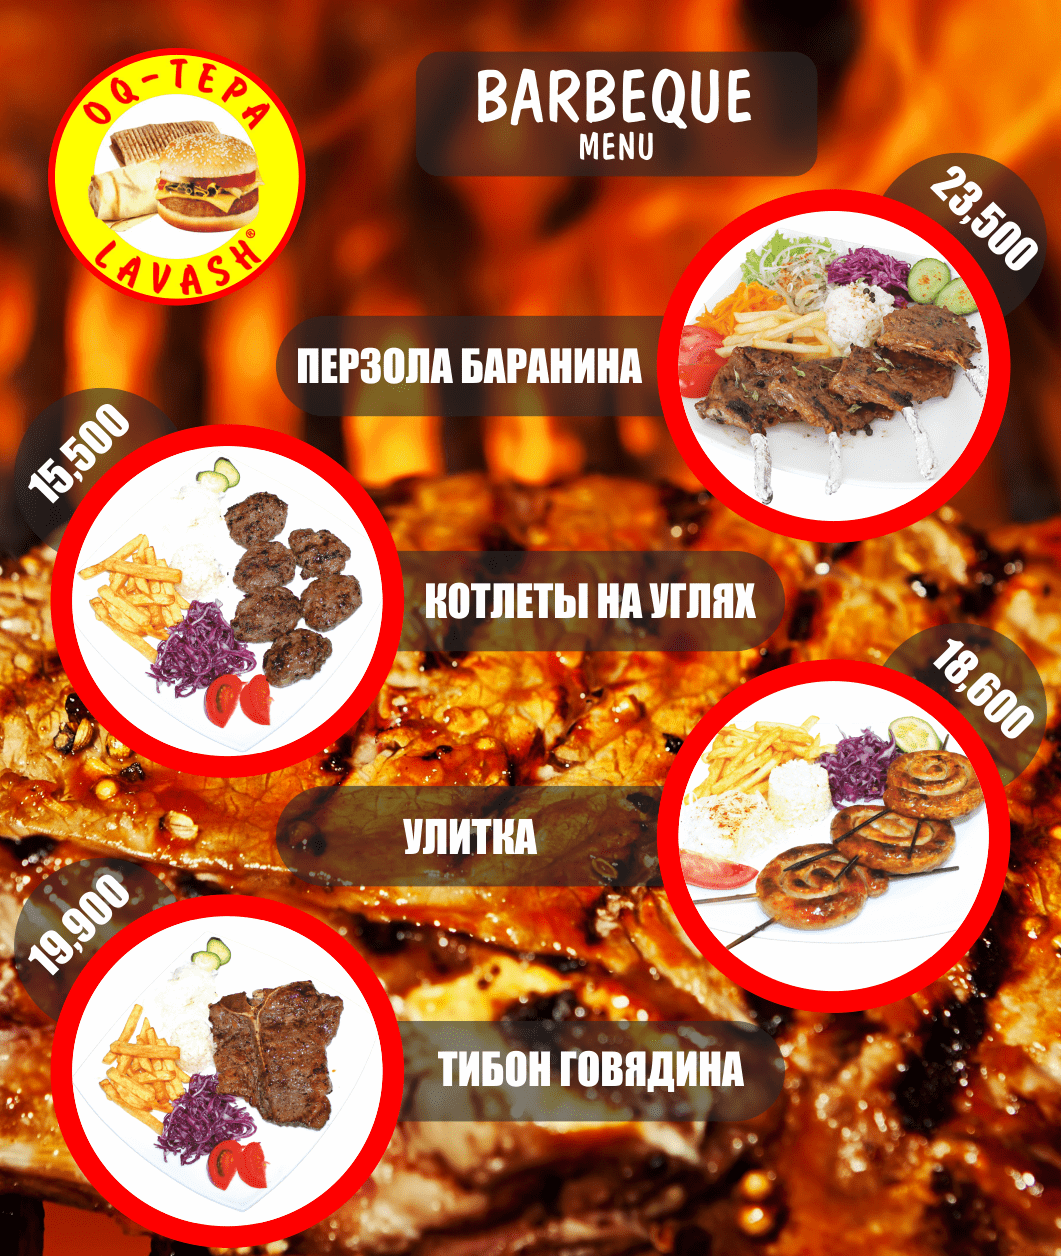 OQ-TEPA
LAVASH®
BARBEQUE
MENU
23,500
ПЕРЗОЛА БАРАНИНА
15,500
КОТЛЕТЫ НА УГЛЯХ
18,600
УЛИТКА
19,900
ТИБОН ГОВЯДИНА